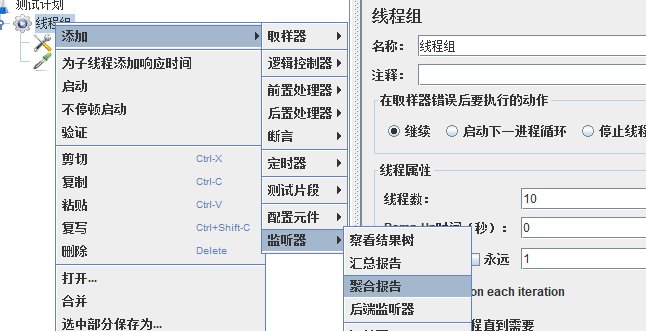 测试计划
线程组
添加
为子线程添加响应时间
启动
不停顿启动
验证
剪切 Ctrl-X
复制 Ctrl-C
粘贴 Ctrl-V
复写 Ctrl+Shift-C
删除 Delete
打开...
合并
选中部分保存为...
取样器
逻辑控制器
前置处理器
后置处理器
断言
定时器
测试片段
配置元件
监听器
察看结果树
汇总报告
聚合报告
后端监听器
线程组
名称： 线程组
注释：
在取样器错误后要执行的动作
继续 启动下一进程循环 停止线程
线程属性
线程数： 10
时间（秒）： 0
永远 1
on each iteration
程直到需要